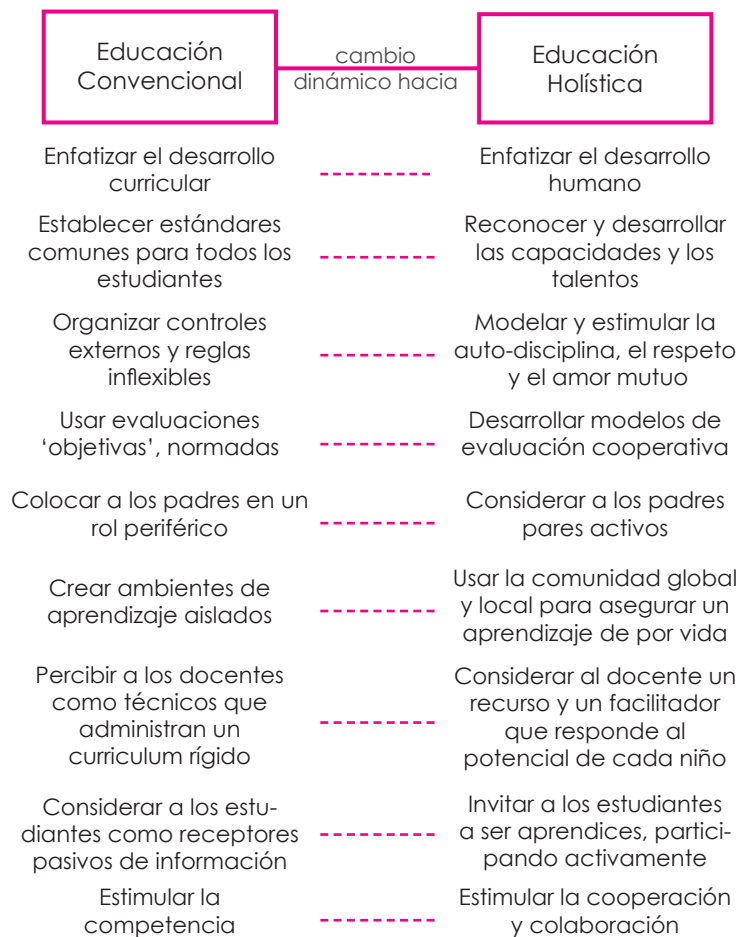 Educación
Convencional
cambio
dinámico hacia
Educación
Holística
Enfatizar el desarrollo
curricular
Enfatizar el desarrollo
humano
Establecer estándares
comunes para todos los
estudiantes
Reconocer y desarrollar
las capacidades y los
talentos
Organizar controles
externos y reglas
inflexibles
Modelar y estimular la
auto-disciplina, el respeto
y el amor mutuo
Usar evaluaciones
‘objetivas’, normadas
Desarrollar modelos de
evaluación cooperativa
Colocar a los padres en un
rol periférico
Considerar a los padres
pares activos
Crear ambientes de
aprendizaje aislados
Usar la comunidad global
y local para asegurar un
aprendizaje de por vida
Percibir a los docentes
como técnicos que
administran un
curriculum rígido
Considerar al docente un
recurso y un facilitador
que responde al
potencial de cada niño
Considerar a los estu-
diantes como receptores
pasivos de información
Invitar a los estudiantes
a ser aprendices, partici-
pando activamente
Estimular la
competencia
Estimular la cooperación
y colaboración